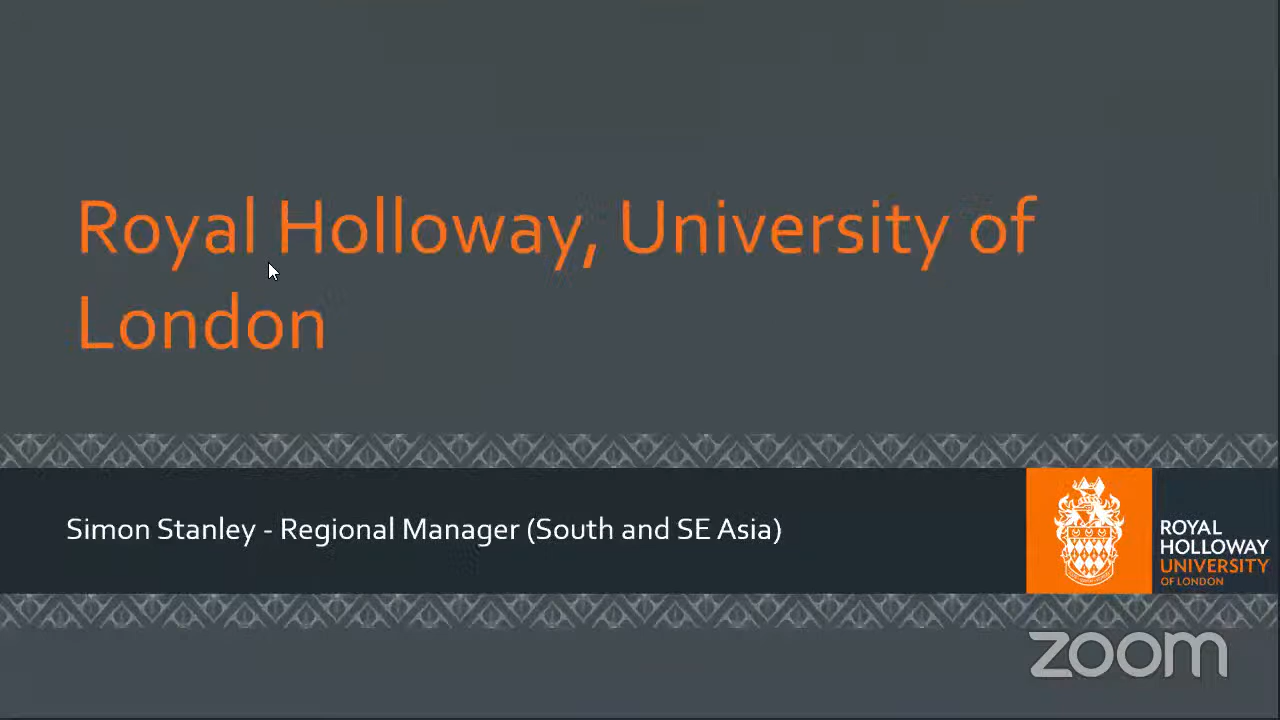 Royal Holloway, University of
London
Simon Stanley - Regional Manager (South and SE Asia)
ROYAL
HOLLOWAY
UNIVERSITY
OF LONDON
zoom